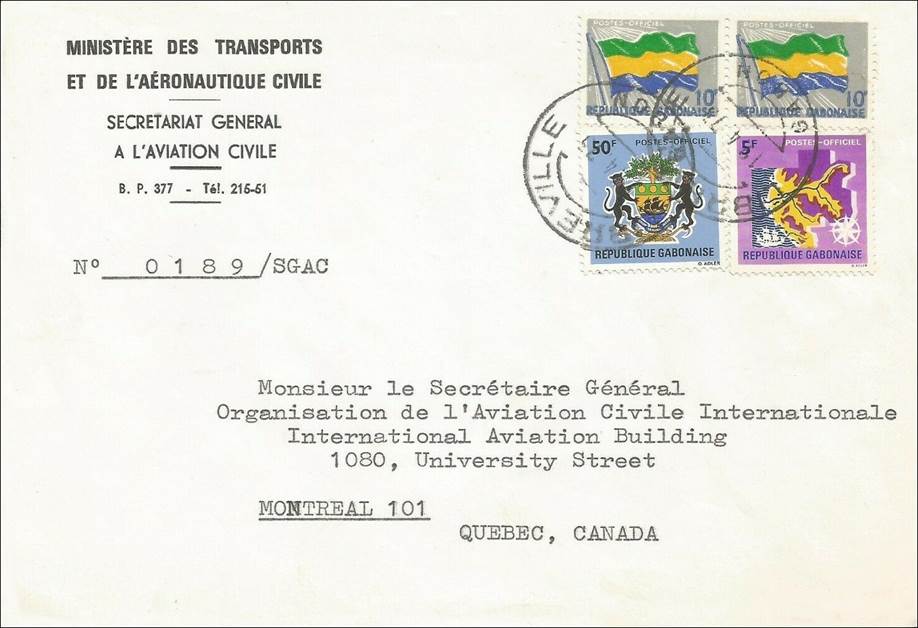 MINISTÈRE DES TRANSPORTS
ET DE L'AÉRONAUTIQUE CIVILE
SECRETARIAT GENERAL
A L'AVIATION CIVILE
B. P. 377 - Tél. 215-51
N° 0189/SGAC
POSTES-OFFICIEL
10F
REPUBLIQUE GABONAISE
POSTES-OFFICIEL
10F
REPUBLIQUE GABONAISE
50F
POSTES-OFFICIEL
REPUBLIQUE GABONAISE
O. ADLER
5F
POSTES-OFFICIEL
REPUBLIQUE GABONAISE
O. ADLER
Monsieur le Secrétaire Général
Organisation de l'Aviation Civile Internationale
International Aviation Building
1080, University Street
MONTREAL 101
QUEBEC, CANADA